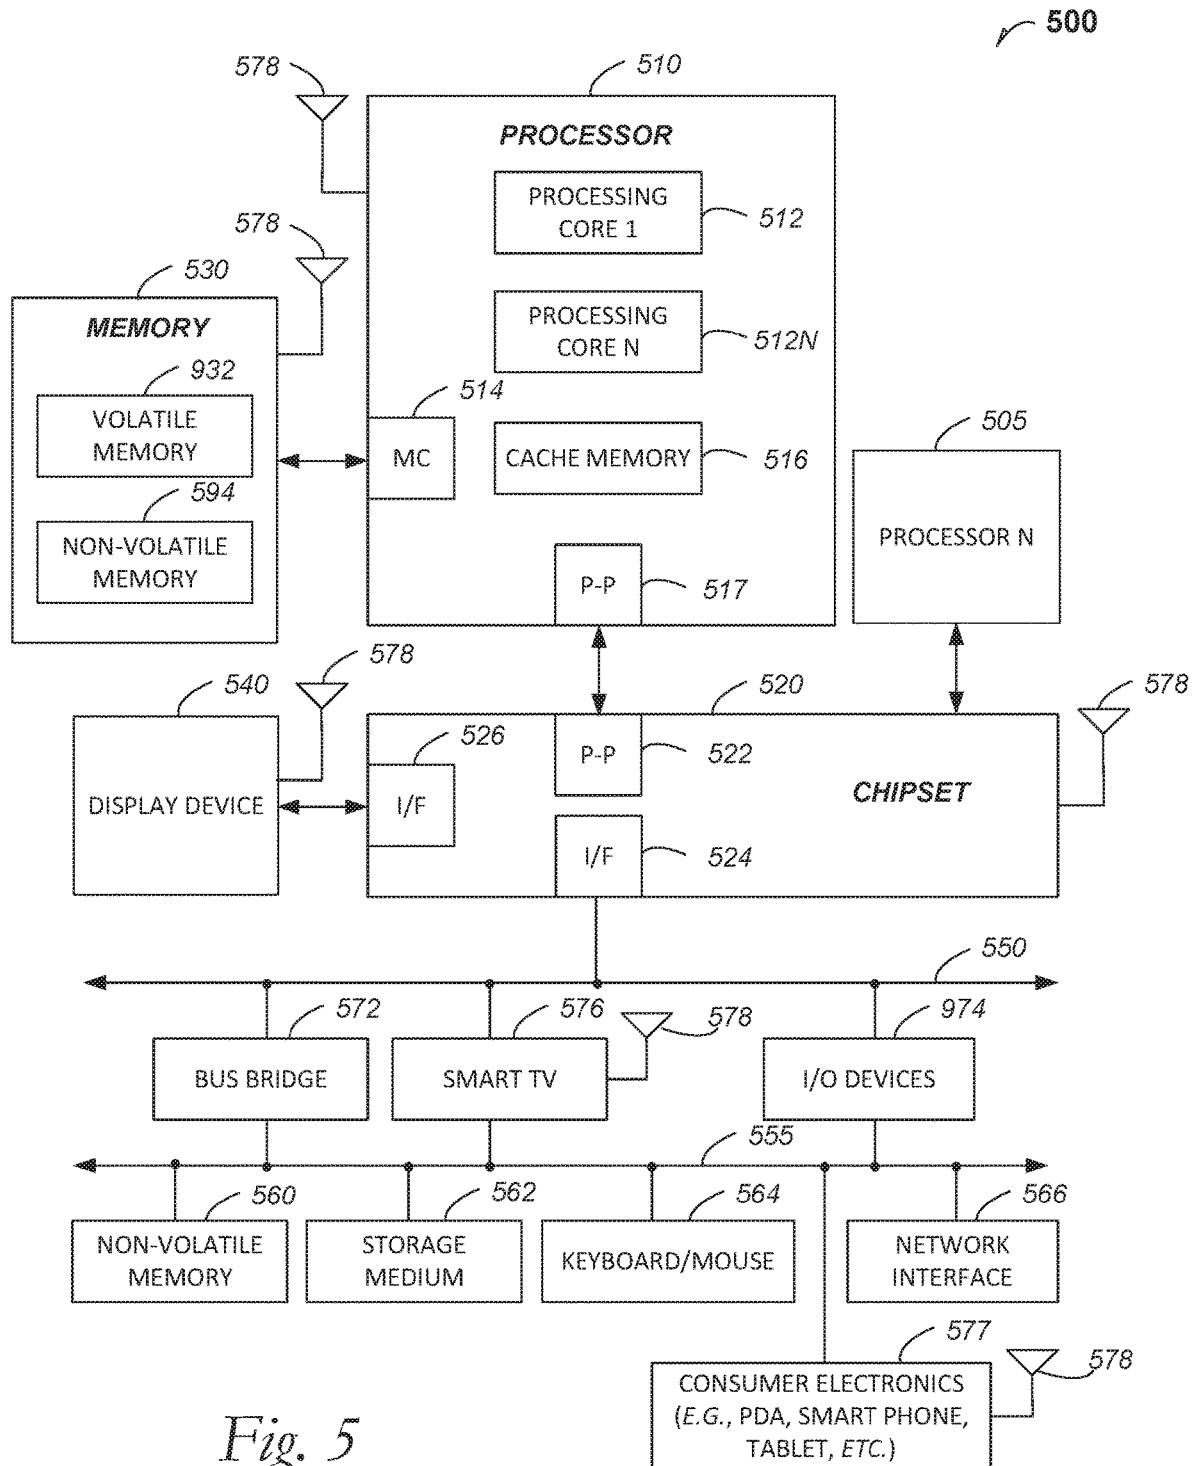 500
578
510
PROCESSOR
PROCESSING
CORE 1
512
578
530
MEMORY
PROCESSING
CORE N
512N
932
514
VOLATILE
MEMORY
MC
CACHE MEMORY
516
505
594
NON-VOLATILE
MEMORY
PROCESSOR N
P-P
517
578
540
520
578
526
P-P
522
DISPLAY DEVICE
I/F
CHIPSET
I/F
524
550
572
576
578
974
BUS BRIDGE
SMART TV
I/O DEVICES
555
560
562
564
566
NON-VOLATILE
MEMORY
STORAGE
MEDIUM
KEYBOARD/MOUSE
NETWORK
INTERFACE
577
578
CONSUMER ELECTRONICS
(E.G., PDA, SMART PHONE,
TABLET, ETC.)
Fig. 5